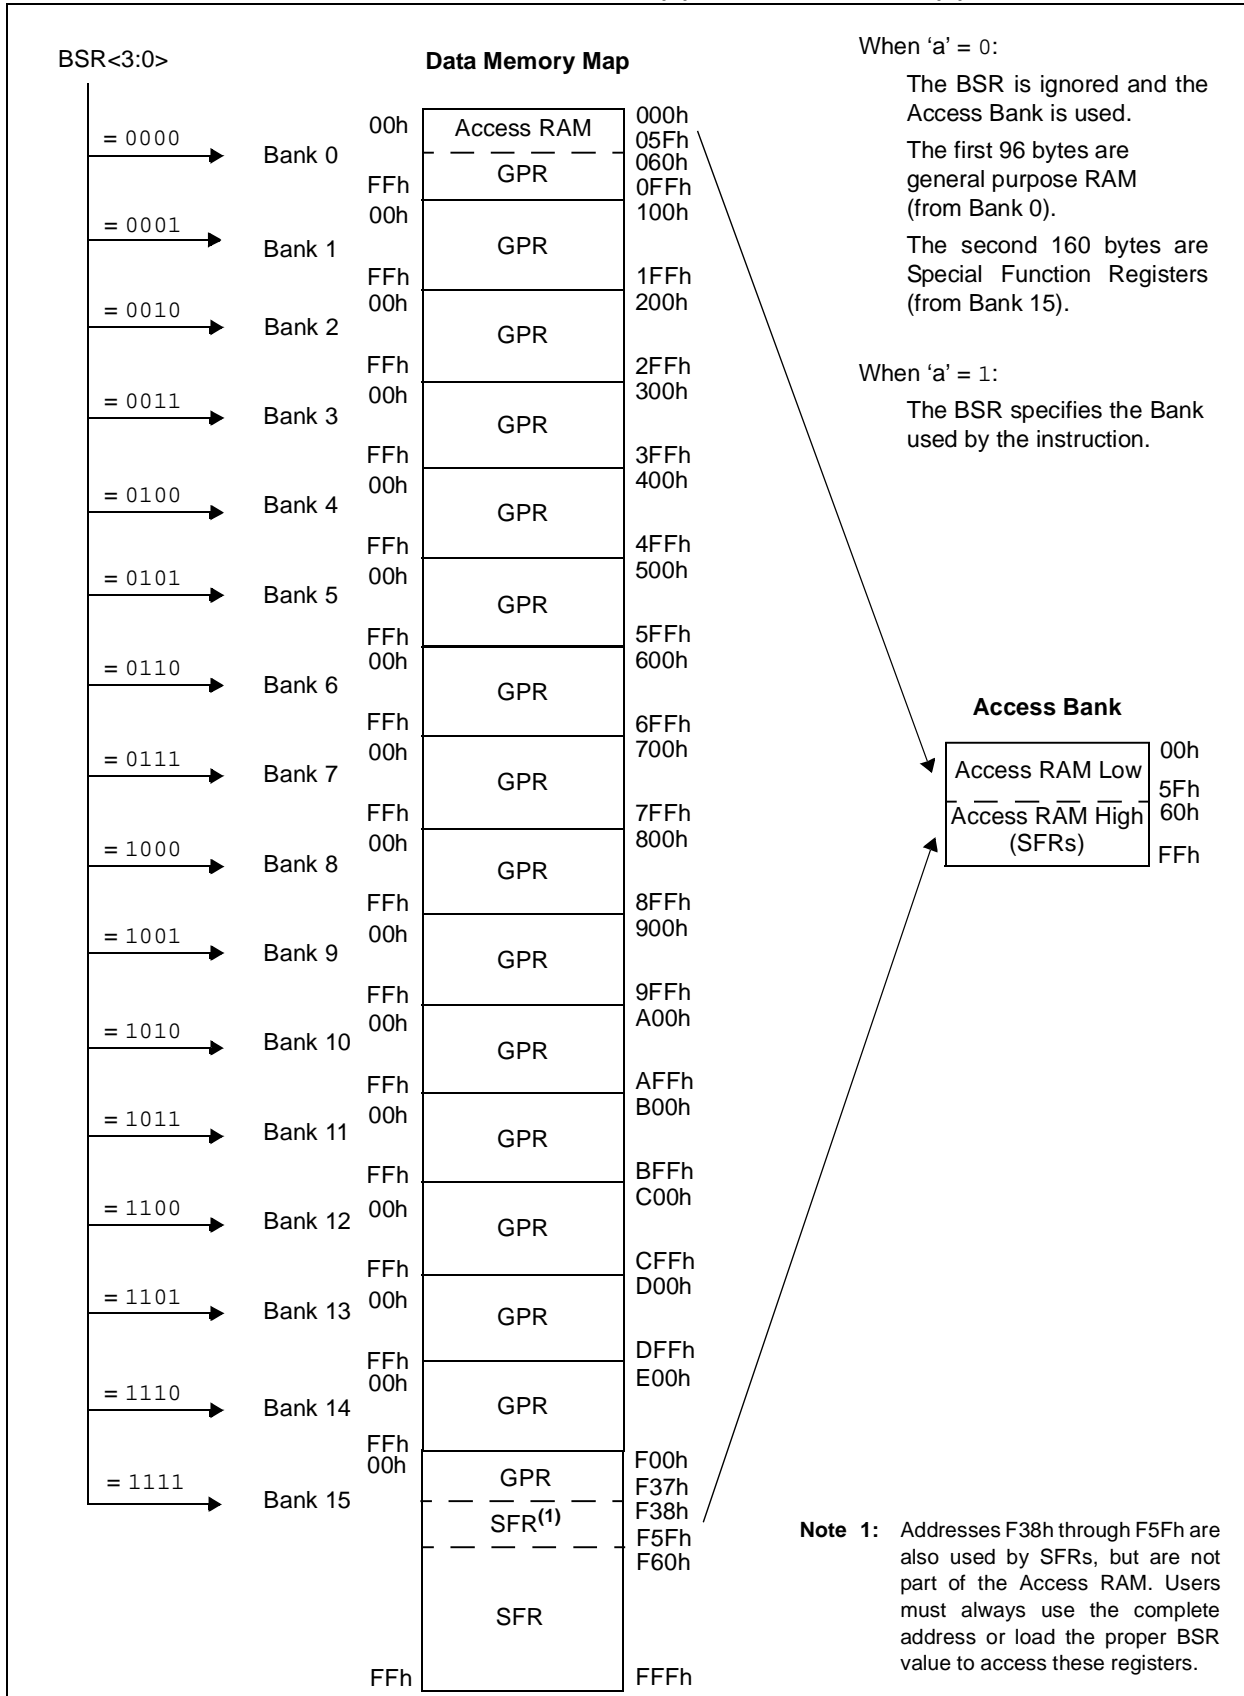 BSR<3:0>
Data Memory Map
When ‘a’ = 0:
The BSR is ignored and the
Access Bank is used.
The first 96 bytes are
general purpose RAM
(from Bank 0).
The second 160 bytes are
Special Function Registers
(from Bank 15).
When ‘a’ = 1:
The BSR specifies the Bank
used by the instruction.
= 0000
Bank 0
00h
Access RAM
000h
05Fh
GPR
060h
FFh
0FFh
= 0001
Bank 1
00h
100h
GPR
FFh
1FFh
= 0010
Bank 2
00h
200h
GPR
FFh
2FFh
= 0011
Bank 3
00h
300h
GPR
FFh
3FFh
= 0100
Bank 4
00h
400h
GPR
FFh
4FFh
= 0101
Bank 5
00h
500h
GPR
FFh
5FFh
= 0110
Bank 6
00h
600h
GPR
FFh
6FFh
= 0111
Bank 7
00h
700h
GPR
FFh
7FFh
= 1000
Bank 8
00h
800h
GPR
FFh
8FFh
= 1001
Bank 9
00h
900h
GPR
FFh
9FFh
= 1010
Bank 10
00h
A00h
GPR
FFh
AFFh
= 1011
Bank 11
00h
B00h
GPR
FFh
BFFh
= 1100
Bank 12
00h
C00h
GPR
FFh
CFFh
= 1101
Bank 13
00h
D00h
GPR
FFh
DFFh
= 1110
Bank 14
00h
E00h
GPR
FFh
= 1111
Bank 15
00h
F00h
GPR
F37h
F38h
SFR(1)
F5Fh
F60h
SFR
FFh
FFFh
Access Bank
00h
Access RAM Low
5Fh
Access RAM High
60h
(SFRs)
FFh
Note 1: Addresses F38h through F5Fh are
also used by SFRs, but are not
part of the Access RAM. Users
must always use the complete
address or load the proper BSR
value to access these registers.